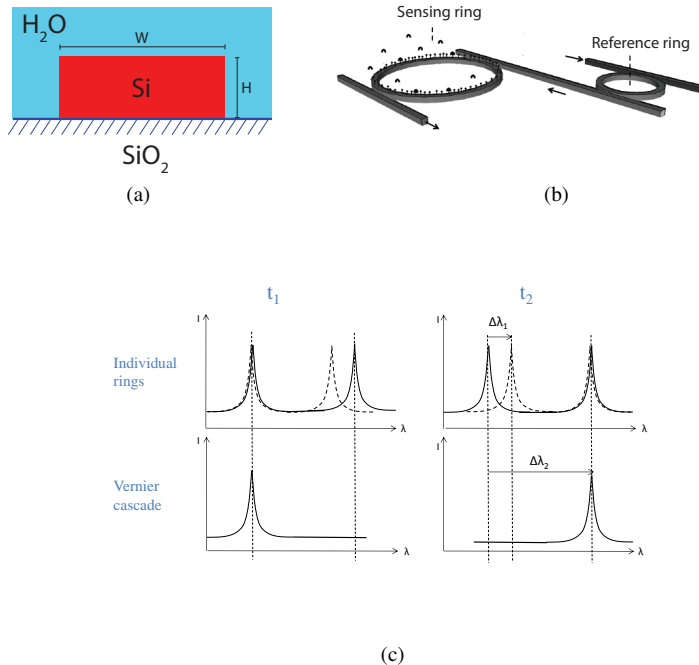 H₂O
W
Si
H
SiO₂
(a)
Sensing ring
Reference ring
(b)
t₁
t₂
I
λ
I
Δλ₁
λ
Individual
rings
I
λ
I
Δλ₂
λ
Vernier
cascade
(c)